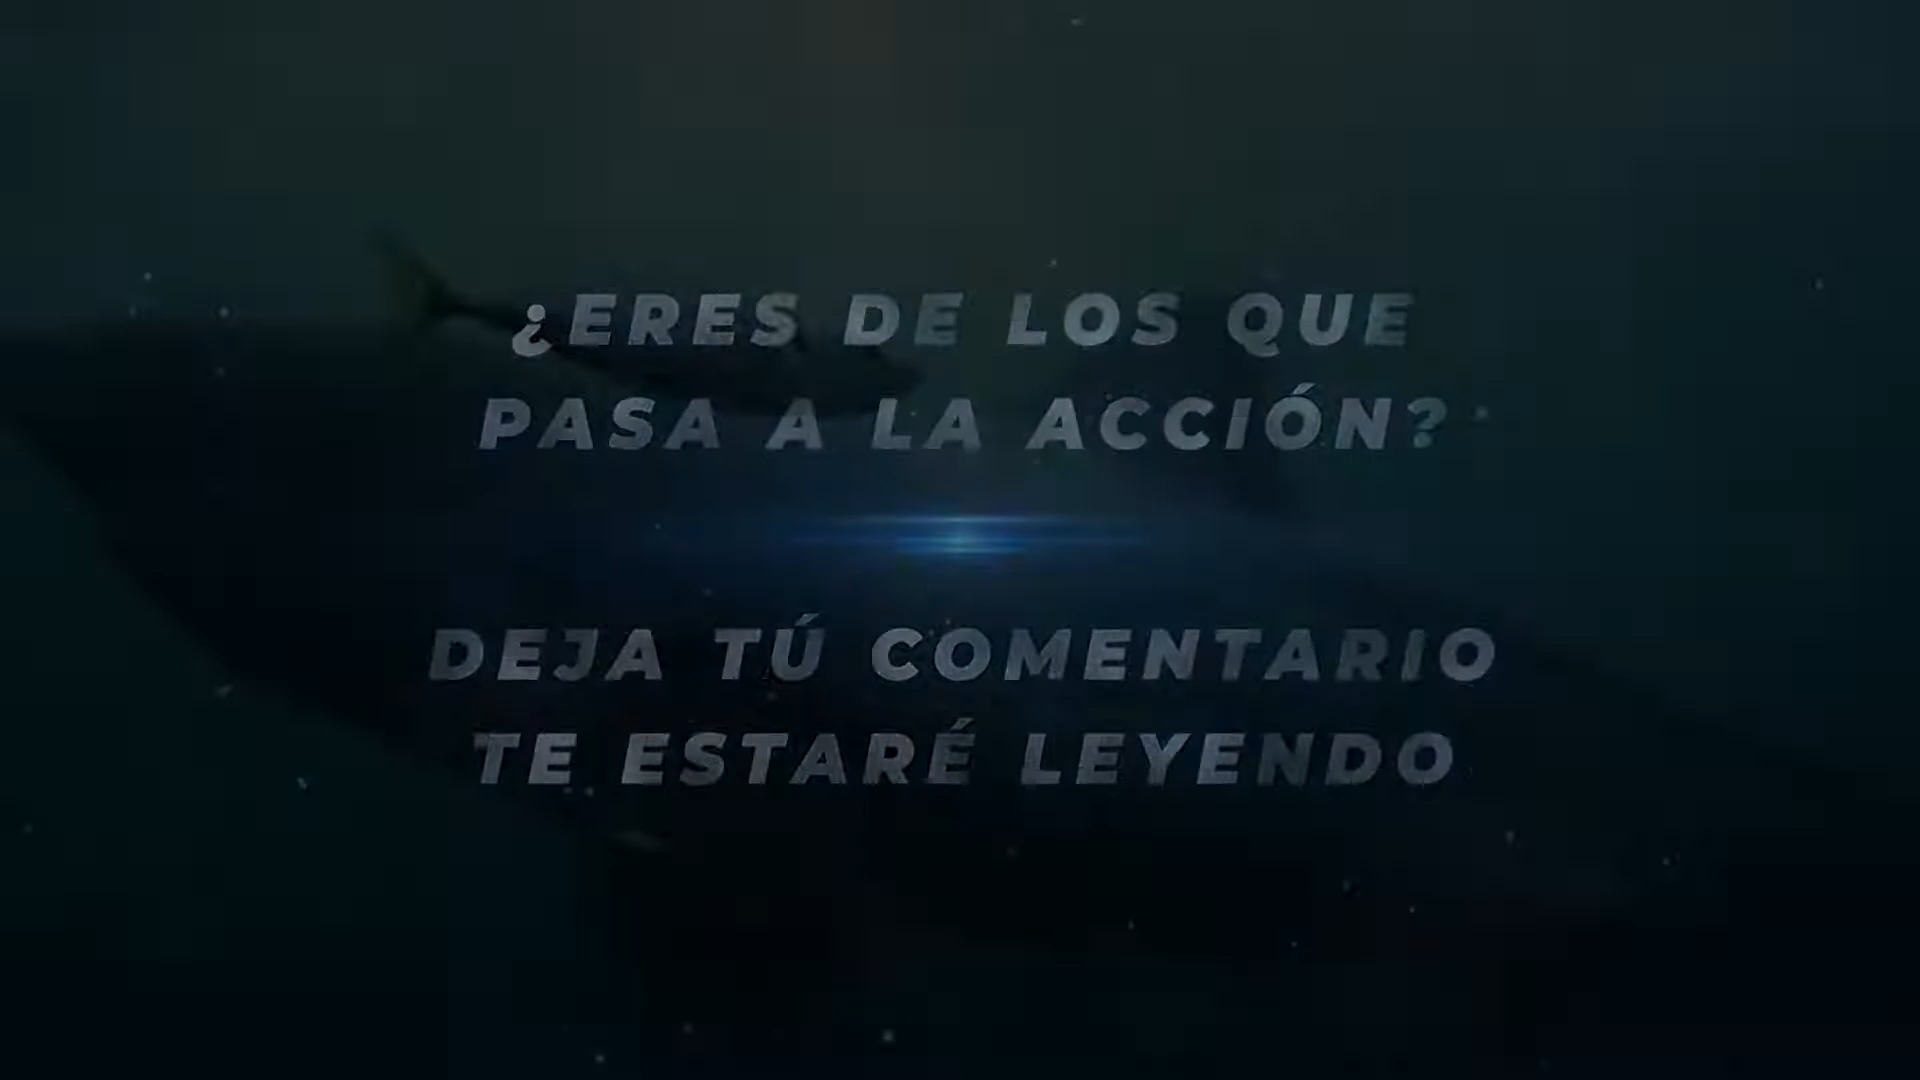 ¿ERES DE LOS QUE
PASA A LA ACCIÓN?
DEJA TÚ COMENTARIO
TE ESTARÉ LEYENDO